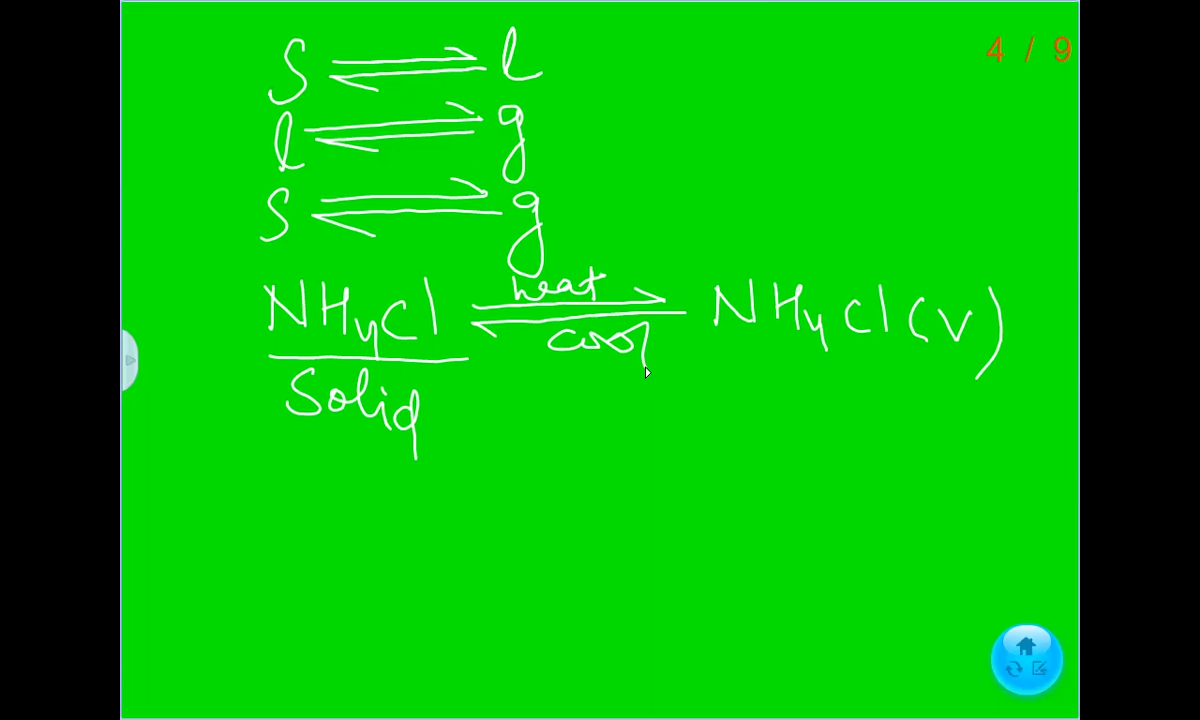 4 / 9
S ⇌ l
l ⇌ g
S ⇌ g
heat
NH4Cl ⇌ NH4Cl(v)
cool
Solid